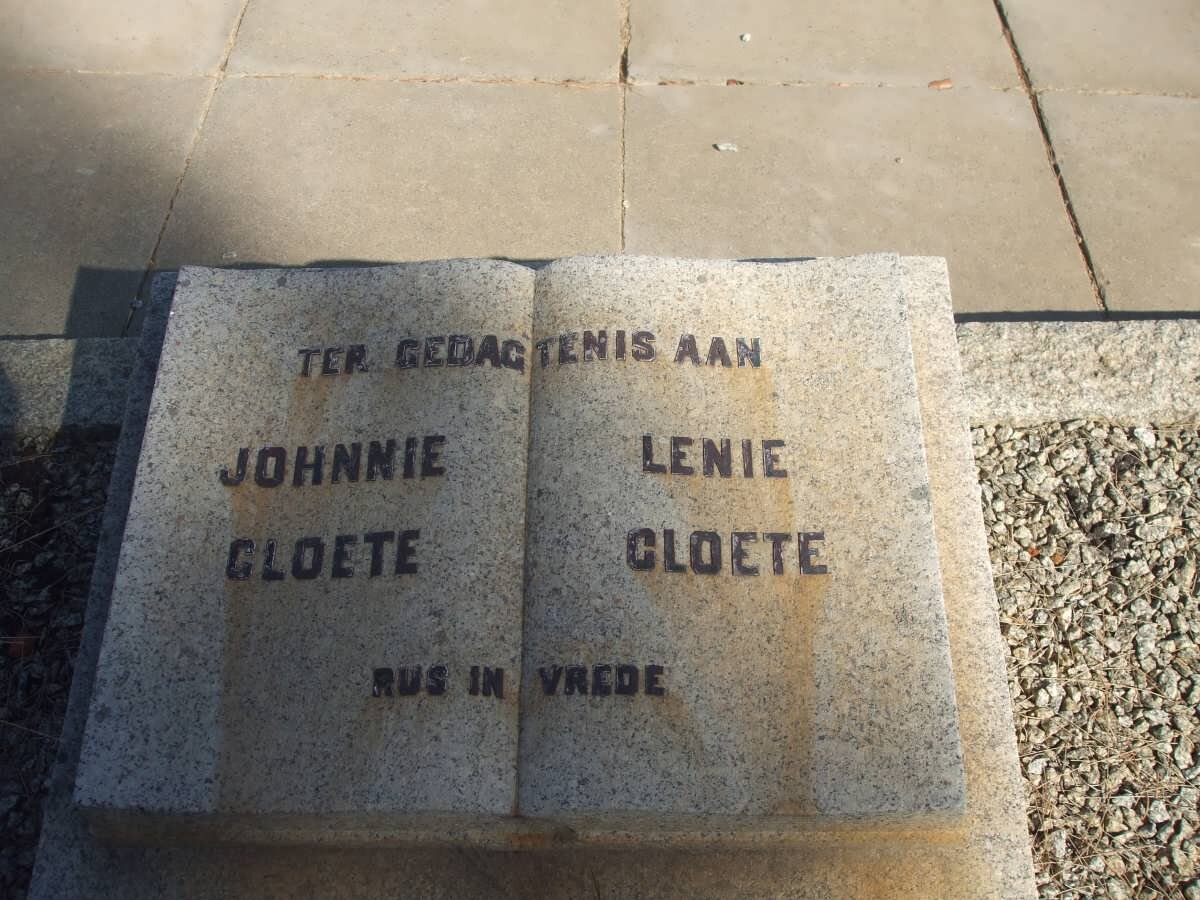 TER GEDAGTENIS AAN
JOHNNIE
CLOETE
LENIE
CLOETE
RUS IN VREDE